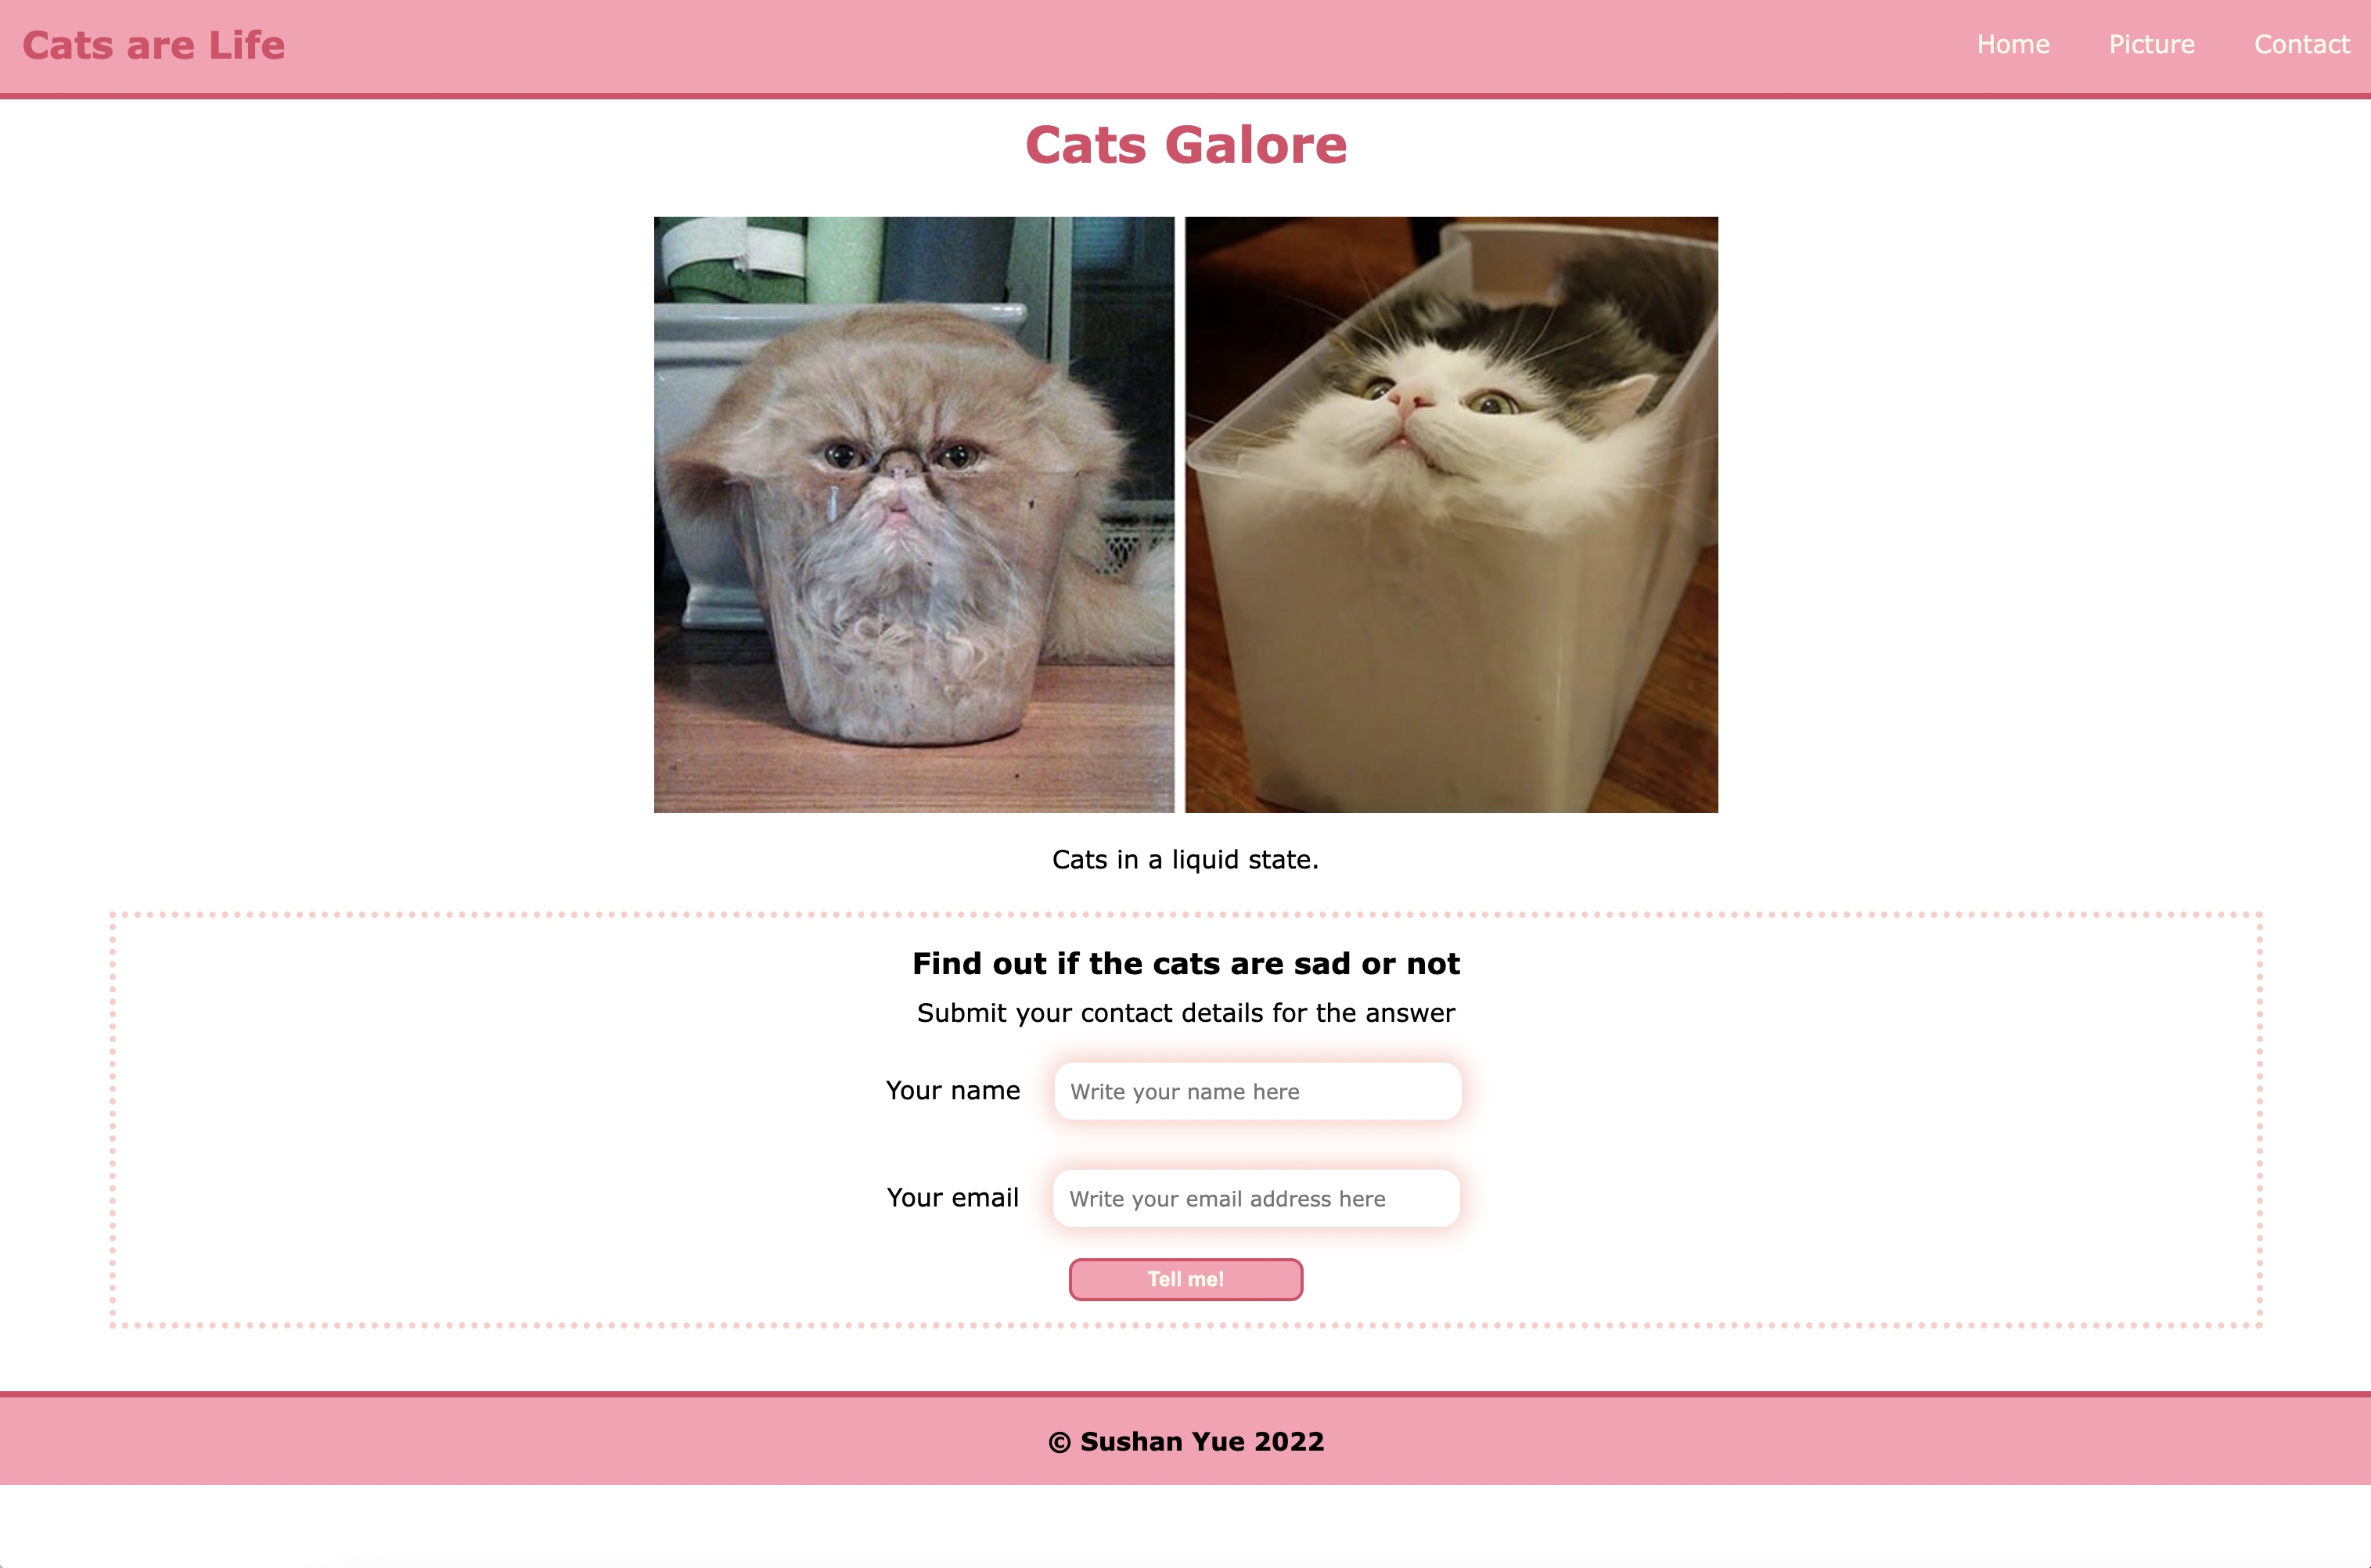 Cats are Life
Home Picture Contact
Cats Galore
Cats in a liquid state.
Find out if the cats are sad or not
Submit your contact details for the answer
Your name Write your name here
Your email Write your email address here
Tell me!
© Sushan Yue 2022